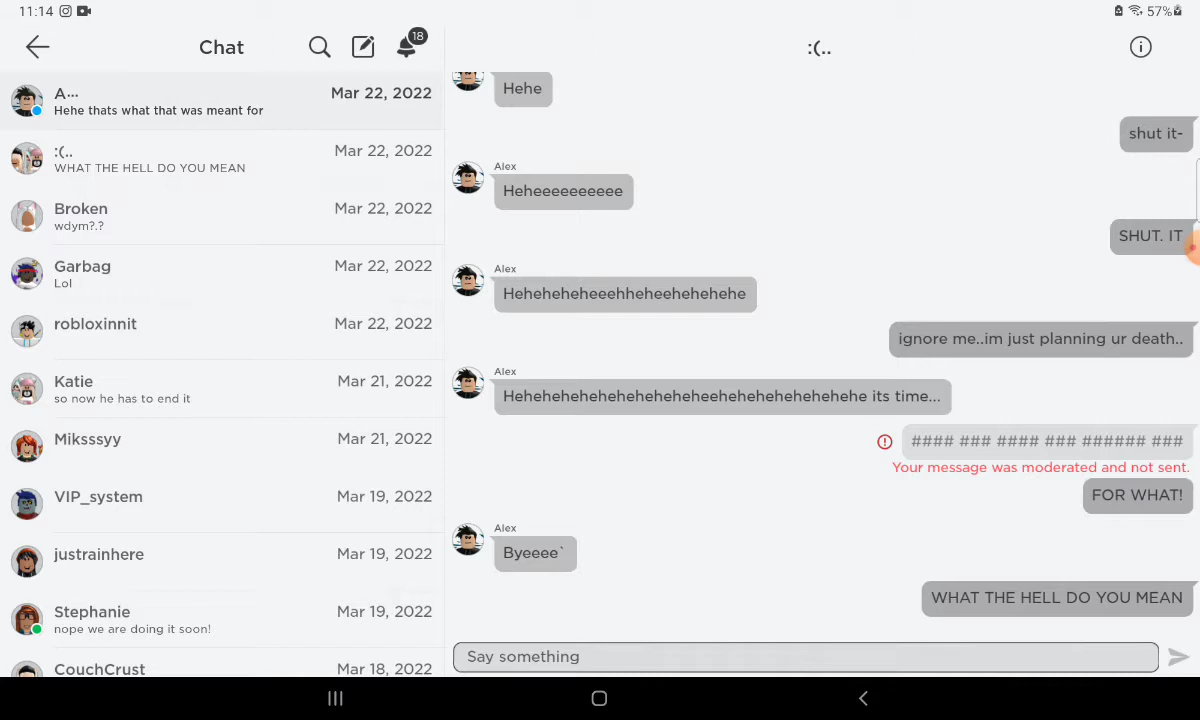 11:14
57%
Chat
18
:(..
A...
Mar 22, 2022
Hehe thats what that was meant for
:(..
Mar 22, 2022
WHAT THE HELL DO YOU MEAN
Broken
Mar 22, 2022
wdym?.?
Garbag
Mar 22, 2022
Lol
robloxinnit
Mar 22, 2022
Katie
Mar 21, 2022
so now he has to end it
Miksssyy
Mar 21, 2022
VIP_system
Mar 19, 2022
justrainhere
Mar 19, 2022
Stephanie
Mar 19, 2022
nope we are doing it soon!
CouchCrust
Mar 18, 2022
Hehe
shut it-
Alex
Heheeeeeeeeee
SHUT. IT
Alex
Heheheheheeehheheehehehehe
ignore me..im just planning ur death..
Alex
Heheheheheheheheheheehehehehehehehehe its time...
#### ### #### ### ###### ###
Your message was moderated and not sent.
FOR WHAT!
Alex
Byeeee`
WHAT THE HELL DO YOU MEAN
Say something